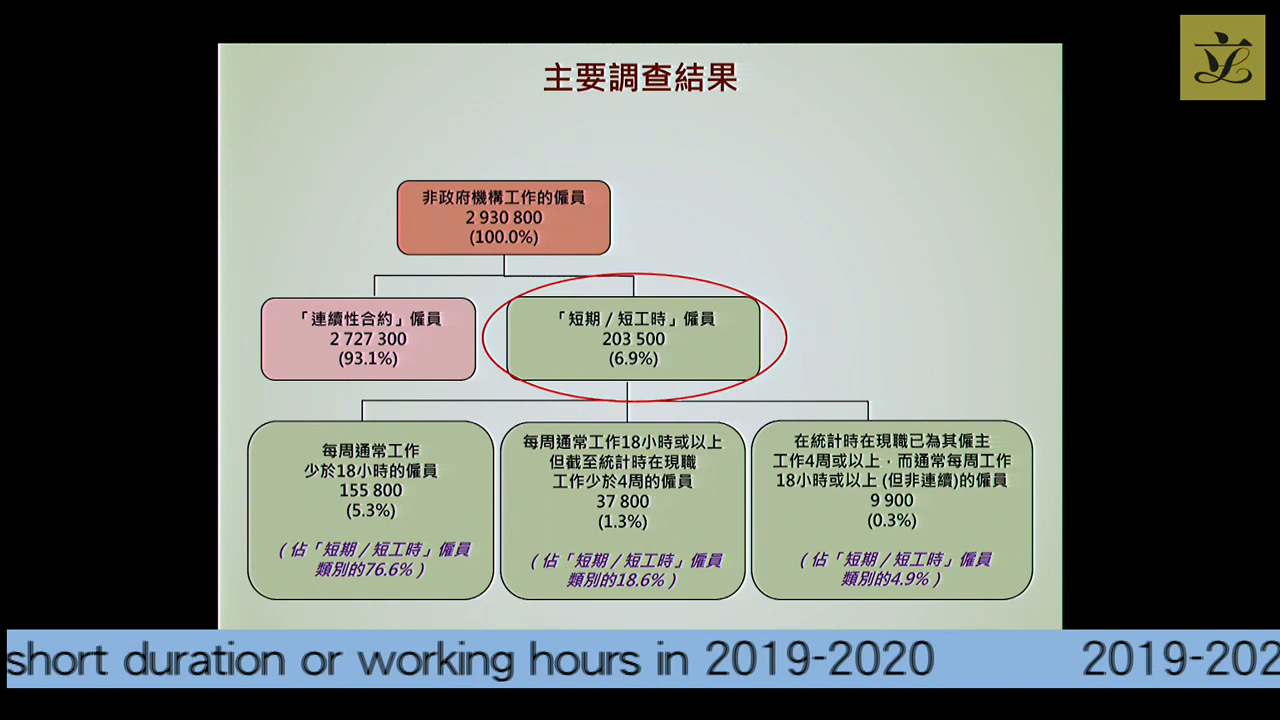 主要調查結果
非政府機構工作的僱員
2 930 800
(100.0%)
「連續性合約」僱員
2 727 300
(93.1%)
「短期／短工時」僱員
203 500
(6.9%)
每周通常工作
少於18小時的僱員
155 800
(5.3%)
（佔「短期／短工時」僱員
類別的76.6%）
每周通常工作18小時或以上
但截至統計時在現職
工作少於4周的僱員
37 800
(1.3%)
（佔「短期／短工時」僱員
類別的18.6%）
在統計時在現職已為其僱主
工作4周或以上，而通常每周工作
18小時或以上 (但非連續)的僱員
9 900
(0.3%)
（佔「短期／短工時」僱員
類別的4.9%）
short duration or working hours in 2019-2020 2019-202